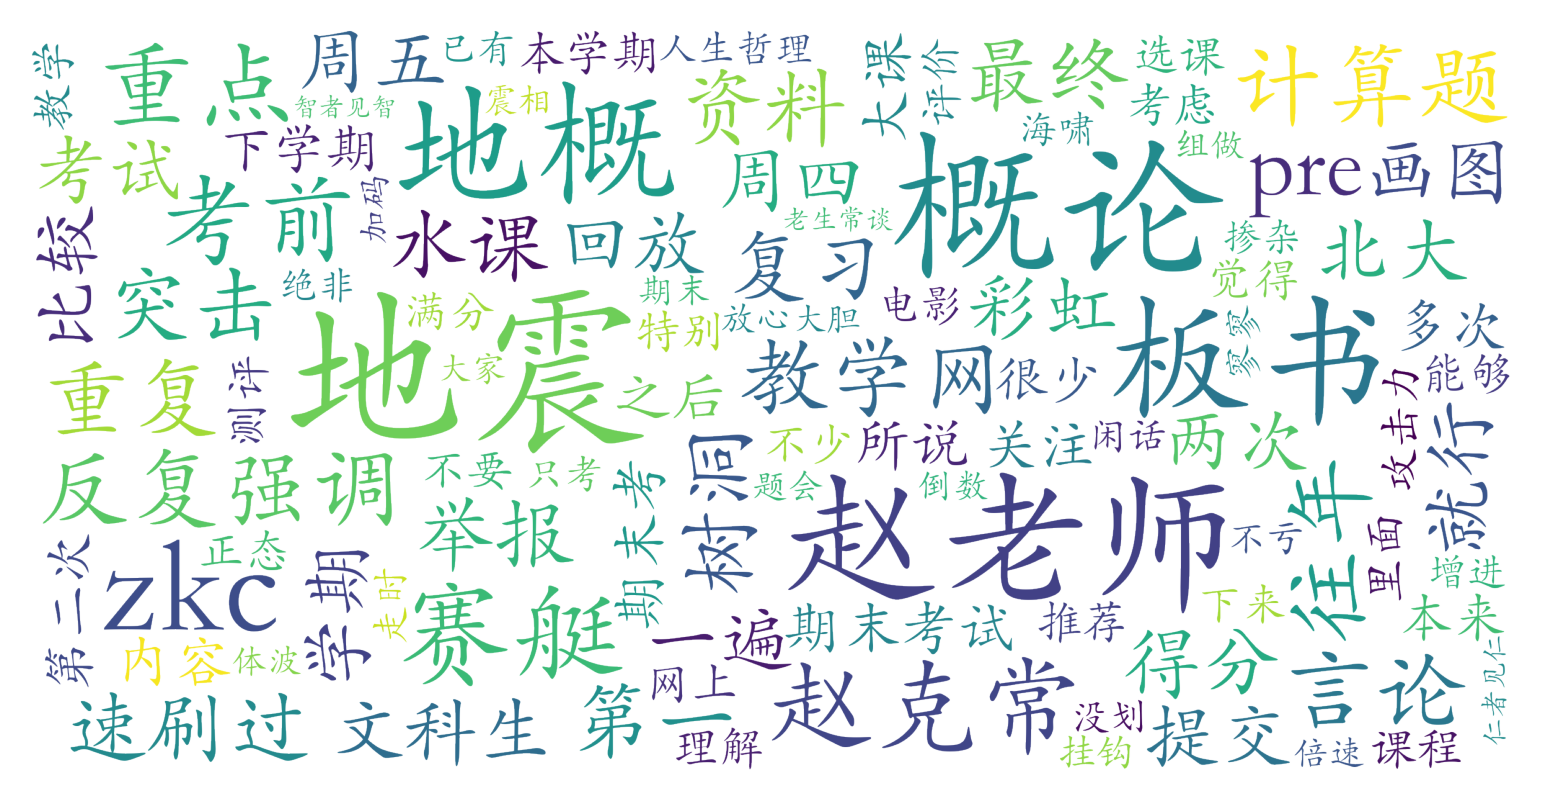 教学
重点
周五
已有
本学期
人生哲理
智者见智
震相
地概
资料
大课
评价
最终
选课
考虑
计算题
考试
下学期
考前
加码
海啸
组做
周四
概论
pre
画图
比较
水课
回放
老生常谈
复习
掺杂
觉得
北大
突击
绝非
满分
期末
特别
放心大胆
电影
彩虹
寥寥
板书
多次
能够
地震
大家
之后
教学网
很少
重复
测评
攻击力
就行
反复强调
不要
只考
期末考
树洞
不少
所说
关注
闲话
两次
题会
倒数
往年
里面
举报
正态
赵老师
不亏
增进
第二次
zkc
学期
走时
赛艇
期末
一遍
期末考试
推荐
下来
本来
内容
体波
网上
得分
言论
仁者见仁
速刷过
文科生
第一
理解
赵克常
没划
挂钩
提交
倍速
课程